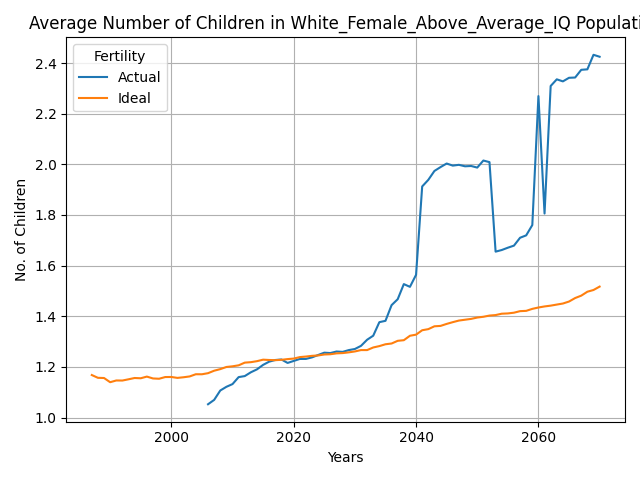 Average Number of Children in White_Female_Above_Average_IQ Populati
Fertility
Actual
Ideal
2.4
2.2
2.0
1.8
1.6
1.4
1.2
1.0
No. of Children
2000 2020 2040 2060
Years